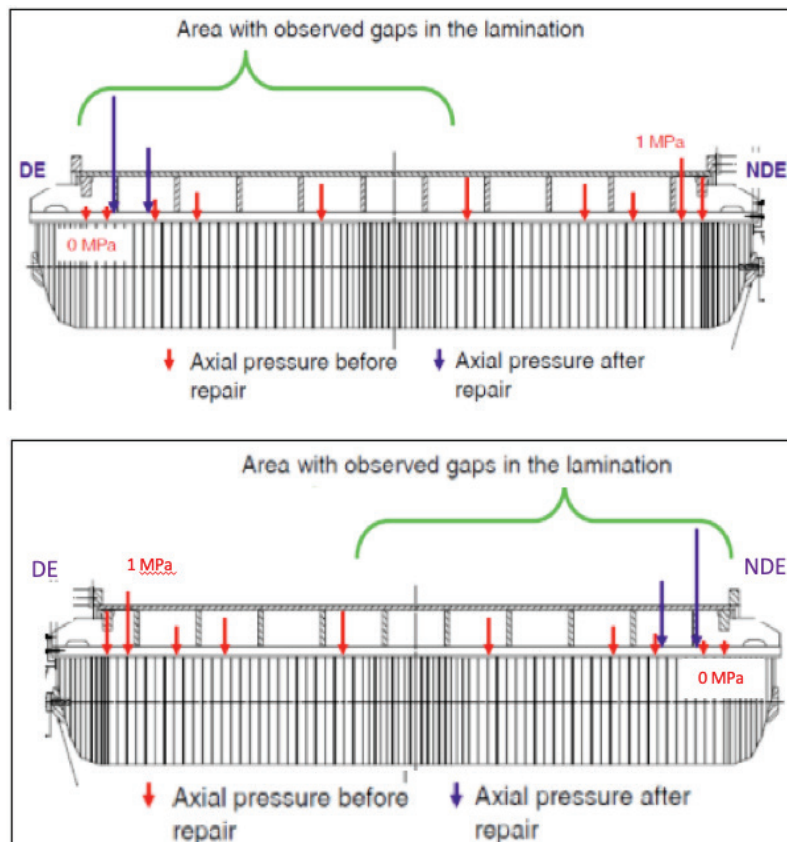 Area with observed gaps in the lamination
1 MPa
DE
NDE
0 MPa
Axial pressure before
repair
Axial pressure after
repair
Area with observed gaps in the lamination
DE
1 MPa
NDE
0 MPa
Axial pressure before
repair
Axial pressure after
repair